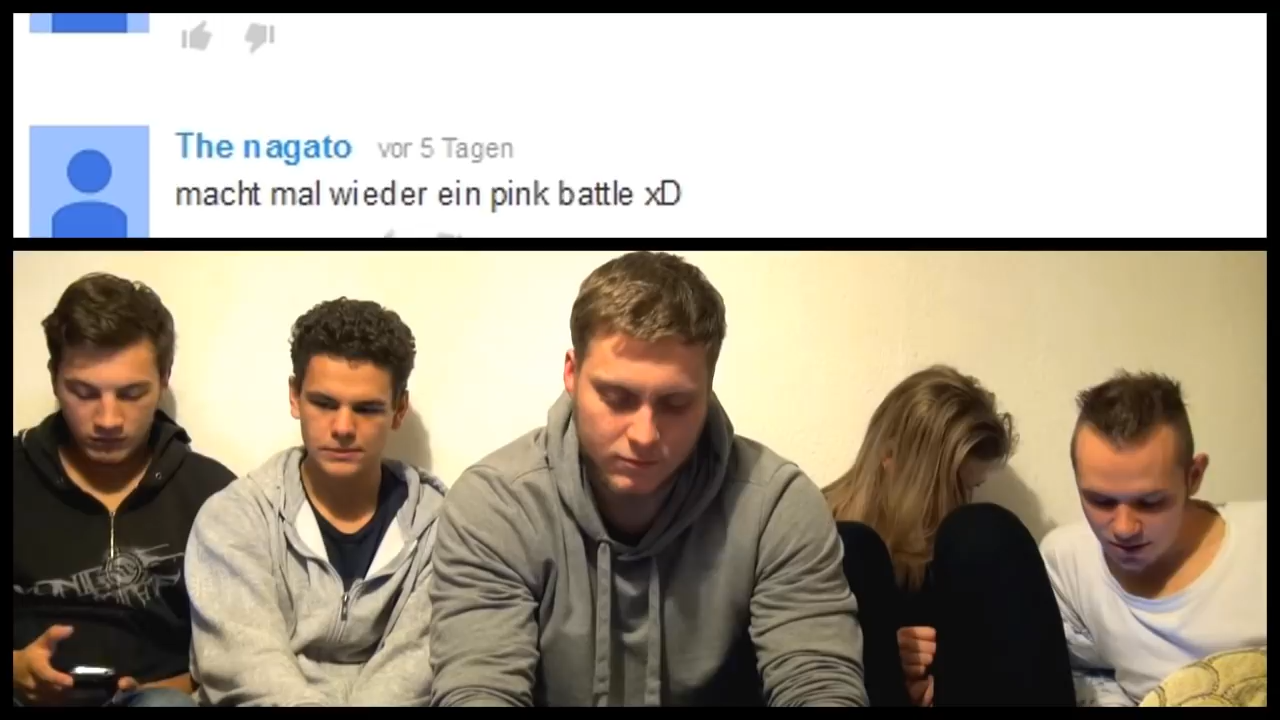 The nagato vor 5 Tagen
macht mal wieder ein pink battle xD